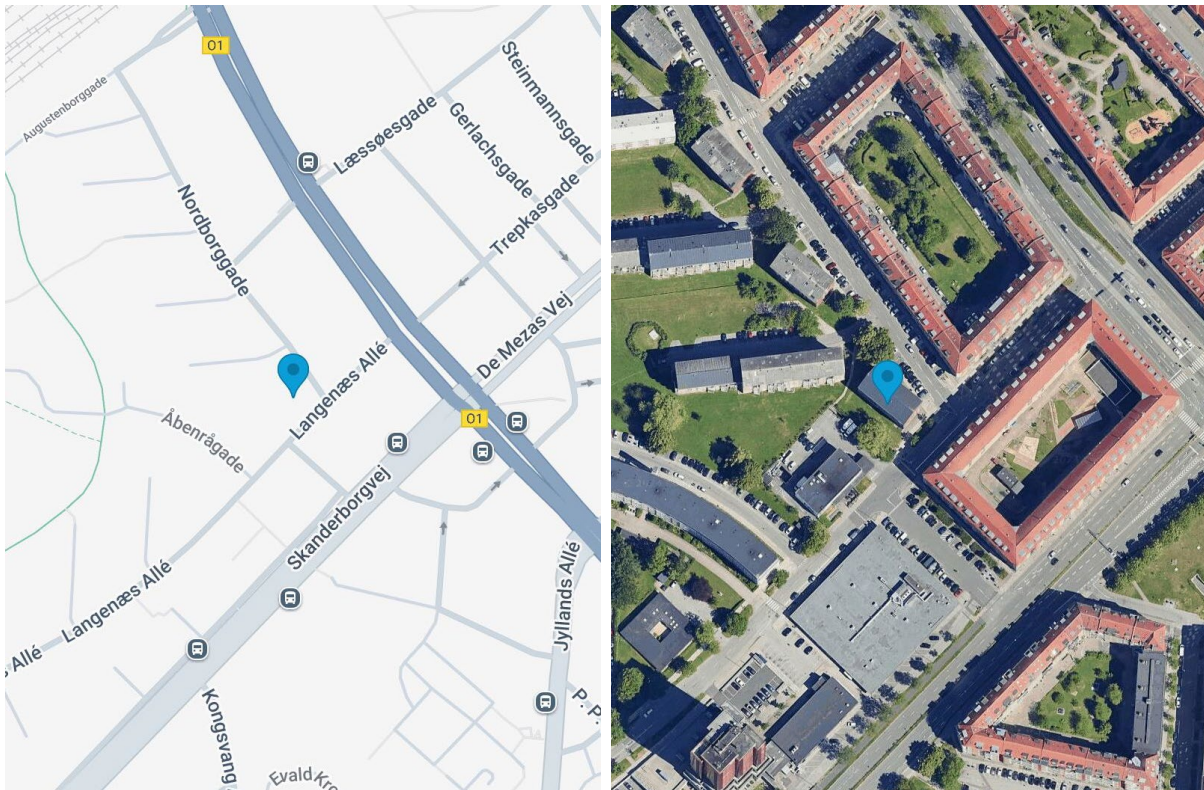 01
Steinmannsgade
Augustenborggade
Læssøesgade
Gerlachsgade
Nordborggade
Trepkasgade
De Mezas Vej
Langenæs Allé
01
Åbenrågade
Skanderborgvej
Langenæs Allé
Jyllands Allé
s Allé
Kongsvang
P. P.
Evald Kr